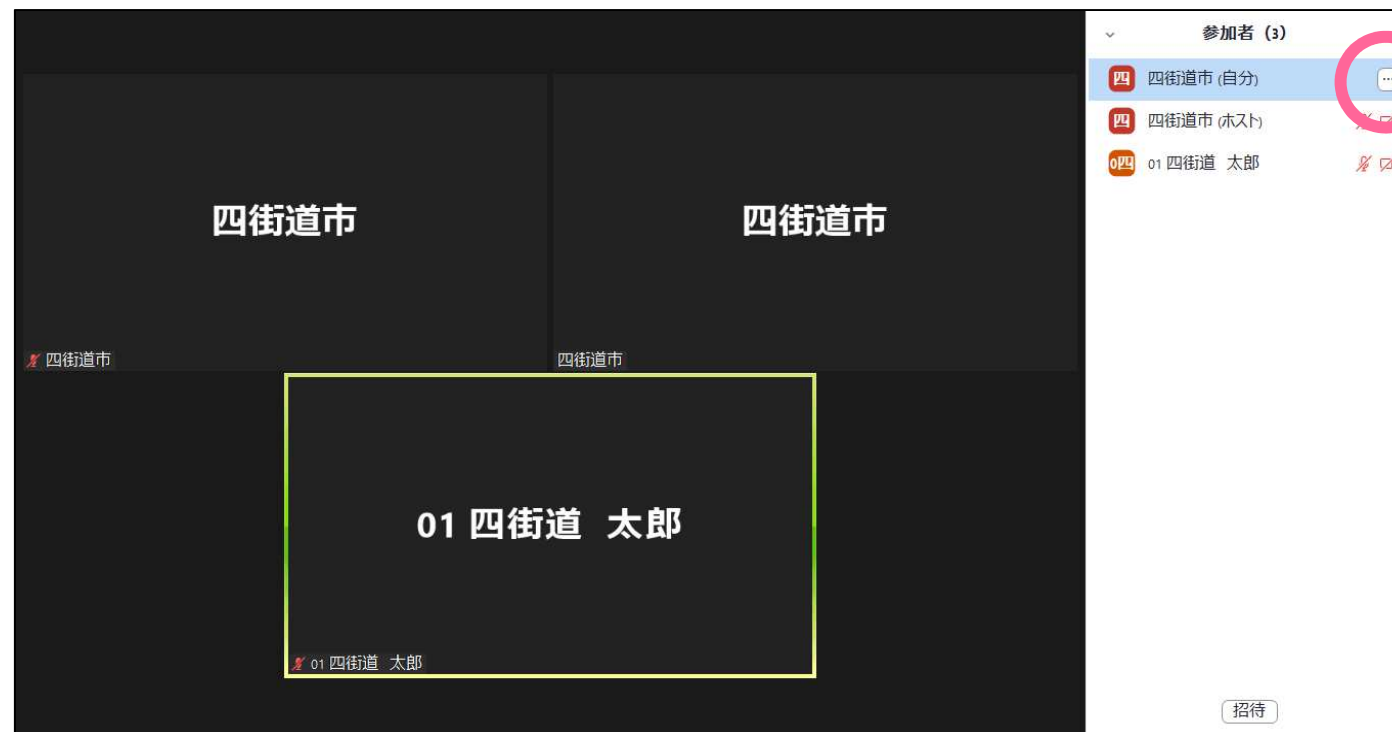 四街道市
四街道市
四街道市
四街道市
01 四街道 太郎
01 四街道 太郎
参加者 (3)
四 四街道市 (自分)
四 四街道市 (ホスト)
0四 01 四街道 太郎
招待